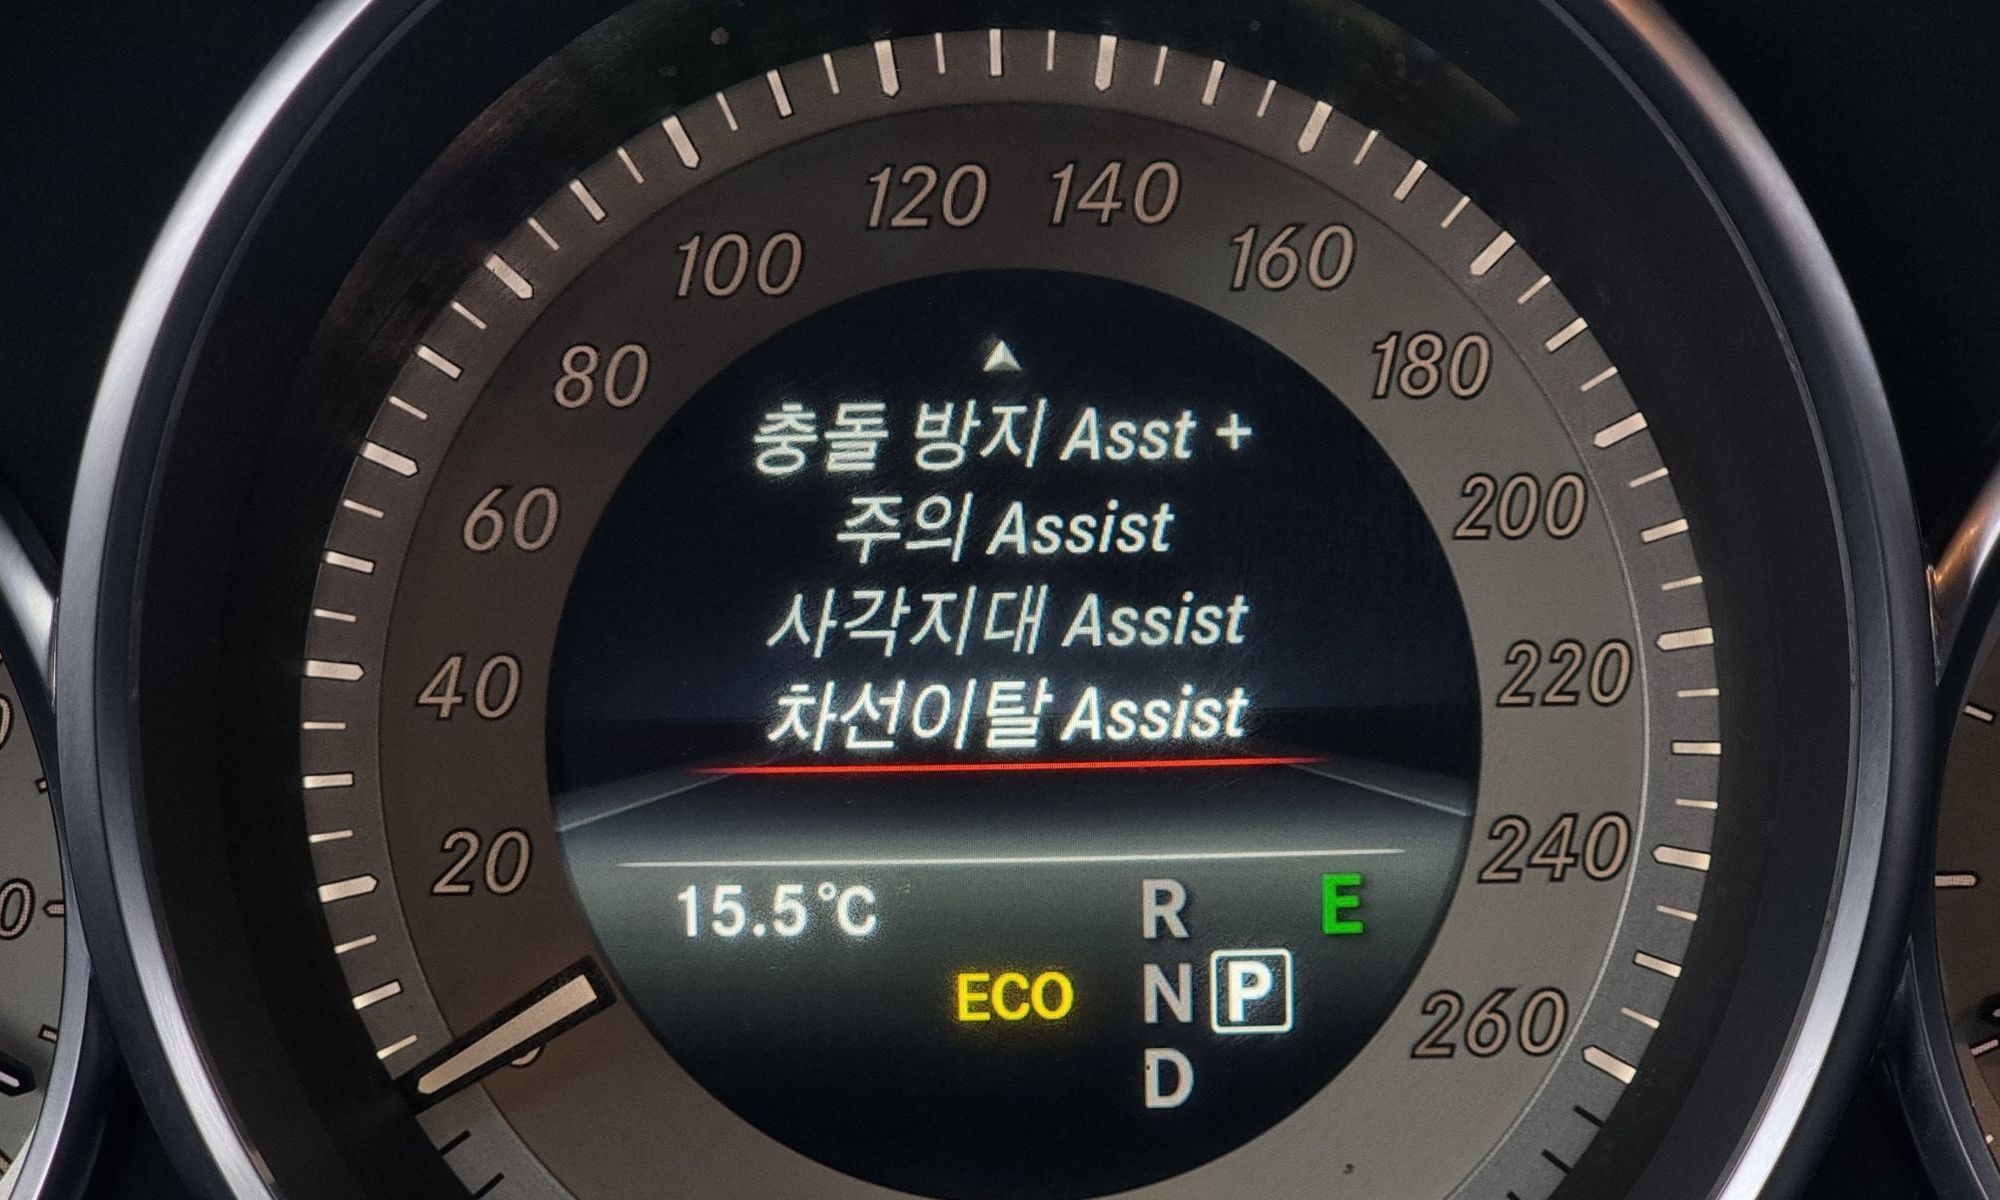 120 140
100 160
80 180
60 200
40 220
20 240
260
충돌 방지 Asst +
주의 Assist
사각지대 Assist
차선이탈 Assist
15.5°C R E
ECO N P
D